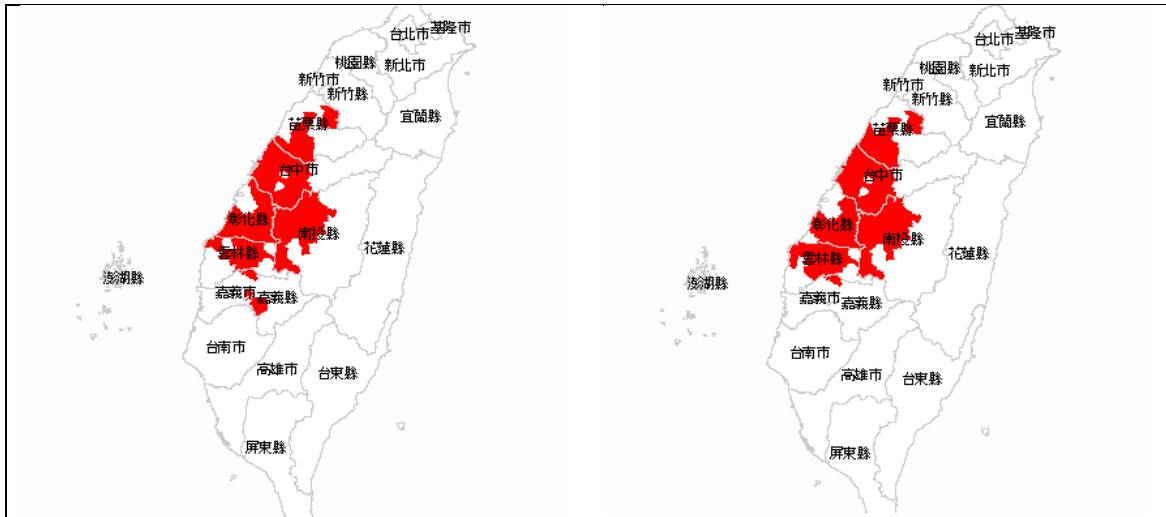 台北市
基隆市
桃園縣
新北市
新竹市
新竹縣
宜蘭縣
苗栗縣
台中市
彰化縣
南投縣
花蓮縣
雲林縣
澎湖縣
嘉義市
嘉義縣
台南市
高雄市
台東縣
屏東縣
台北市
基隆市
桃園縣
新北市
新竹市
新竹縣
宜蘭縣
苗栗縣
台中市
彰化縣
南投縣
花蓮縣
雲林縣
澎湖縣
嘉義市
嘉義縣
台南市
高雄市
台東縣
屏東縣